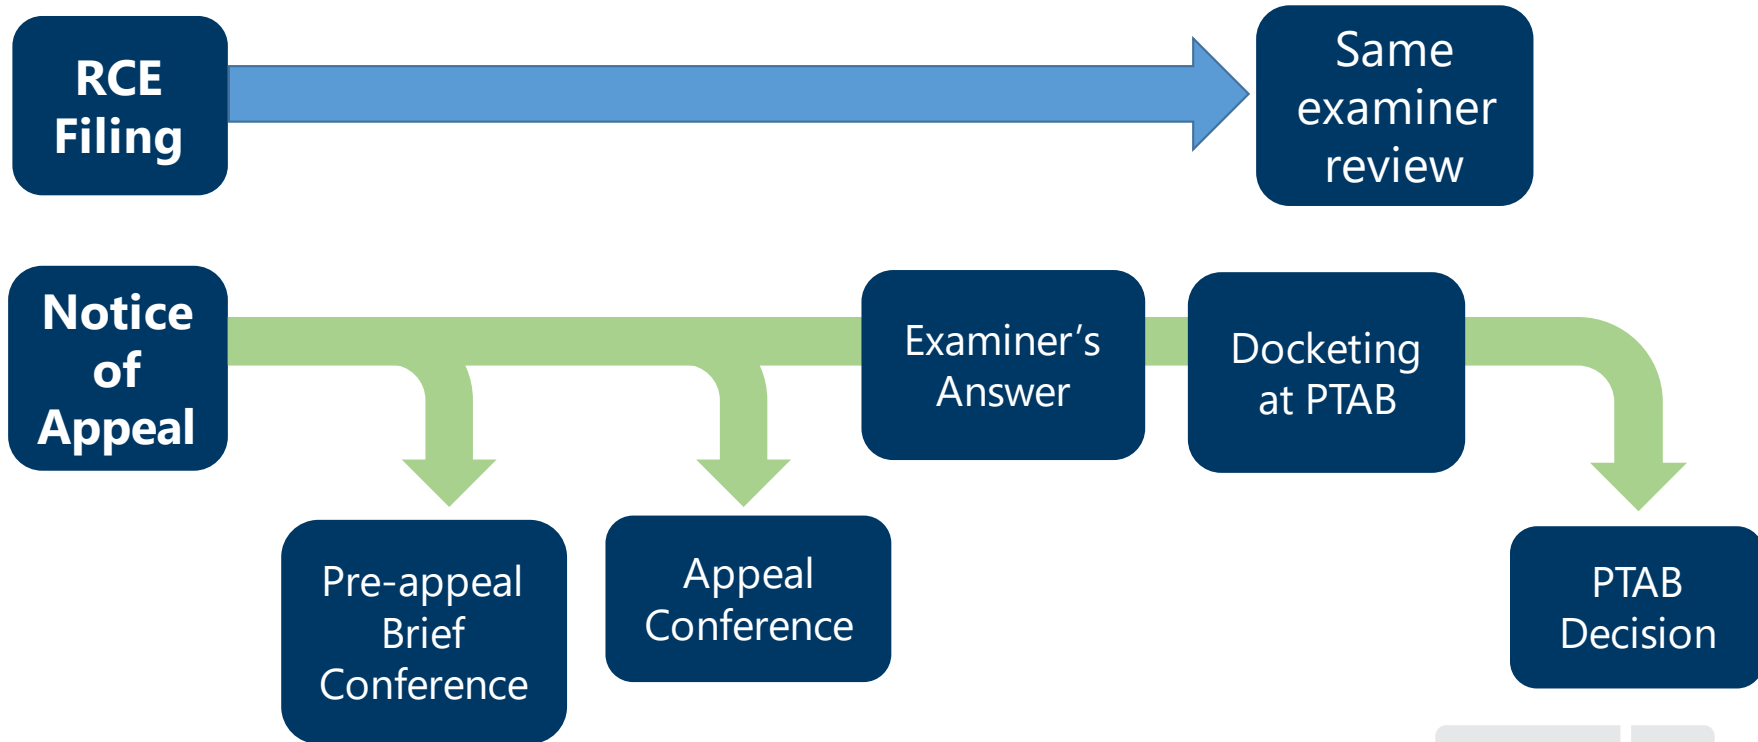 RCE
Filing
Same
examiner
review
Notice
of
Appeal
Examiner’s
Answer
Docketing
at PTAB
Pre-appeal
Brief
Conference
Appeal
Conference
PTAB
Decision